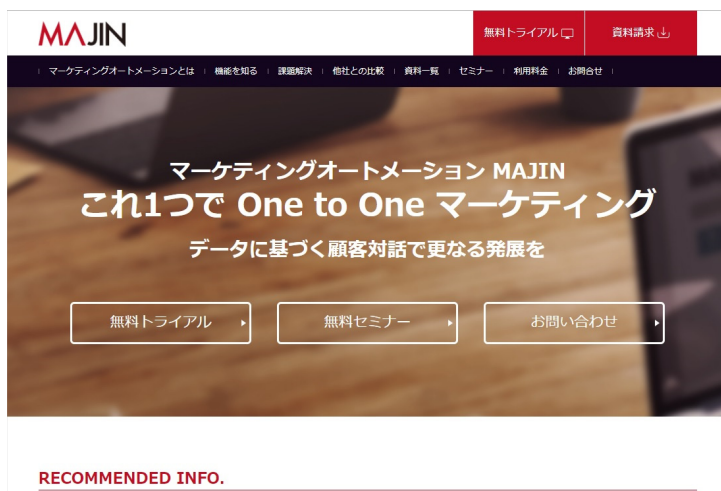 MAJIN
無料トライアル
資料請求
マーケティングオートメーションとは
機能を知る
課題解決
他社との比較
資料一覧
セミナー
利用料金
お問合せ
マーケティングオートメーション MAJIN
これ1つで One to One マーケティング
データに基づく顧客対話で更なる発展を
無料トライアル
無料セミナー
お問い合わせ
RECOMMENDED INFO.